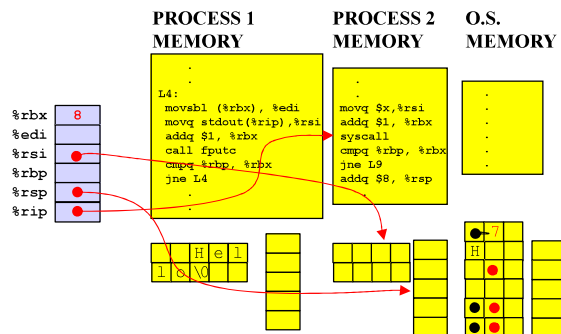 PROCESS 1 MEMORY
PROCESS 2 MEMORY
O.S. MEMORY
%rbx 8
%edi
%rsi
%rbp
%rsp
%rip
.
.
L4:
movsbl (%rbx), %edi
movq stdout(%rip),%rsi
addq $1, %rbx
call fputc
cmpq %rbp, %rbx
jne L4
.
.
.
movq $x,%rsi
addq $1, %rbx
syscall
cmpq %rbp, %rbx
jne L9
addq $8, %rsp
.
.
.
.
.
.
.
H e l
l o \0
7
H